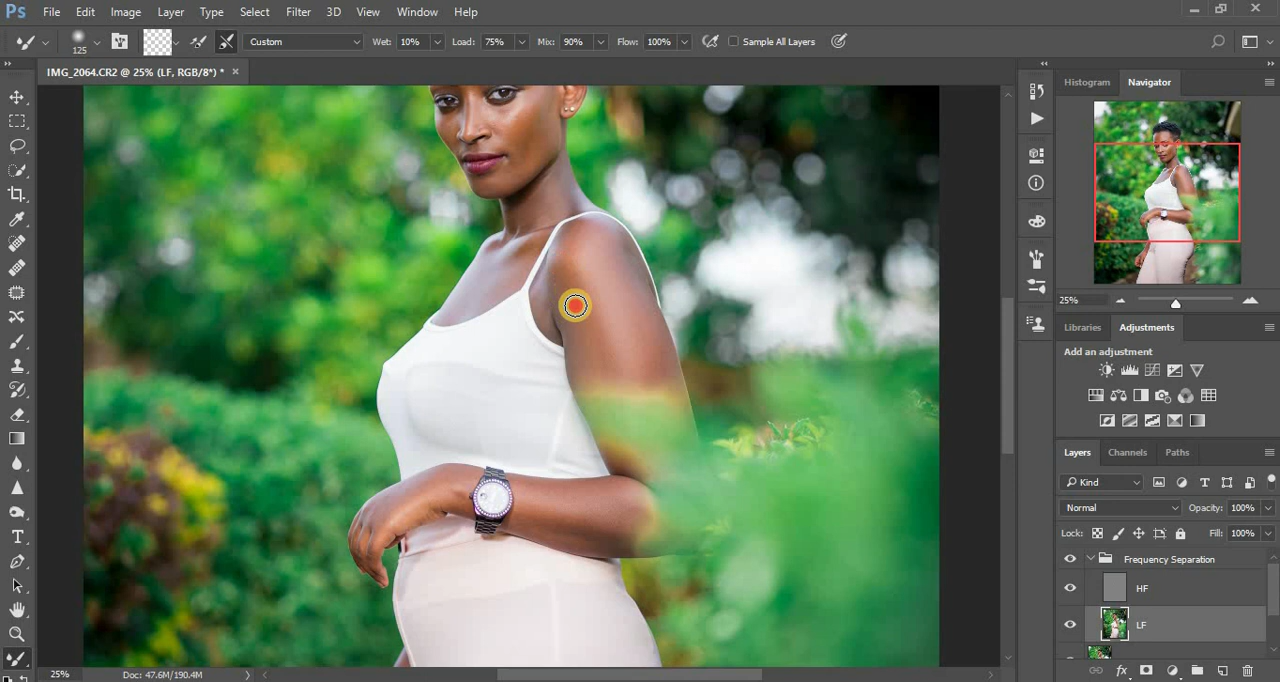 Ps File Edit Image Layer Type Select Filter 3D View Window Help
125 Custom Wet: 10% Load: 75% Mix: 90% Flow: 100% Sample All Layers
IMG_2064.CR2 @ 25% (LF, RGB/8*) * ×
Histogram Navigator
25%
Libraries Adjustments
Add an adjustment
Layers Channels Paths
Kind
Normal Opacity: 100%
Lock: Fill: 100%
Frequency Separation
HF
LF
fx
25% Doc: 47.6M/190.4M